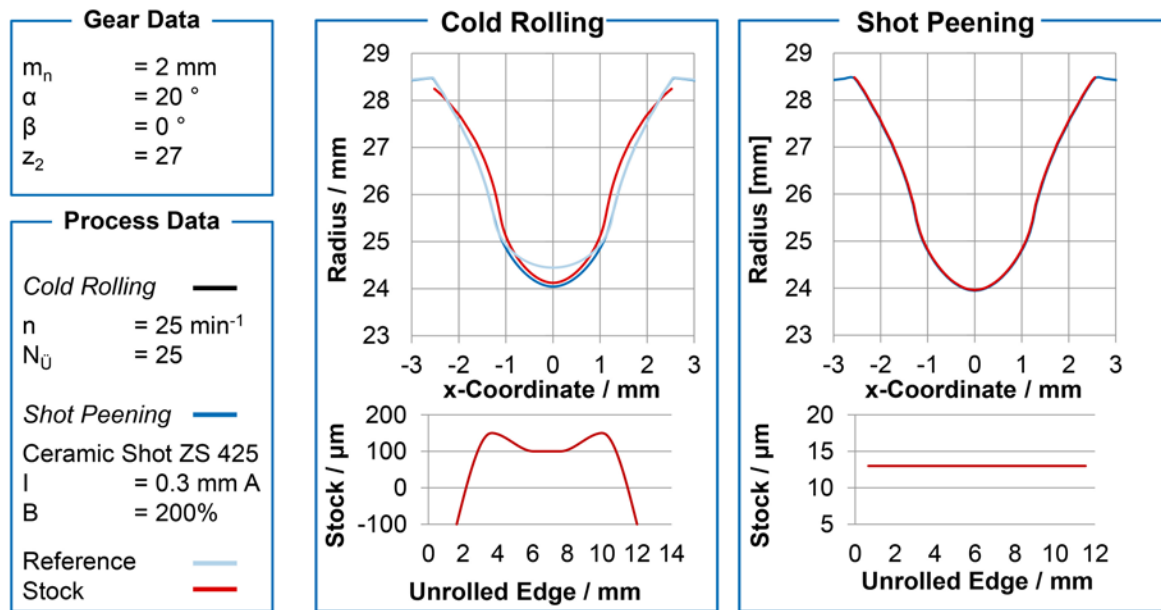 Gear Data
mₙ = 2 mm
α = 20 °
β = 0 °
z₂ = 27
Process Data
Cold Rolling
n = 25 min⁻¹
N_Ü = 25
Shot Peening
Ceramic Shot ZS 425
I = 0.3 mm A
B = 200%
Reference
Stock
Cold Rolling
Radius / mm
29
28
27
26
25
24
23
-3 -2 -1 0 1 2 3
x-Coordinate / mm
Stock / µm
200
100
0
-100
0 2 4 6 8 10 12 14
Unrolled Edge / mm
Shot Peening
Radius [mm]
29
28
27
26
25
24
23
-3 -2 -1 0 1 2 3
x-Coordinate / mm
Stock / µm
20
15
10
5
0 2 4 6 8 10 12
Unrolled Edge / mm